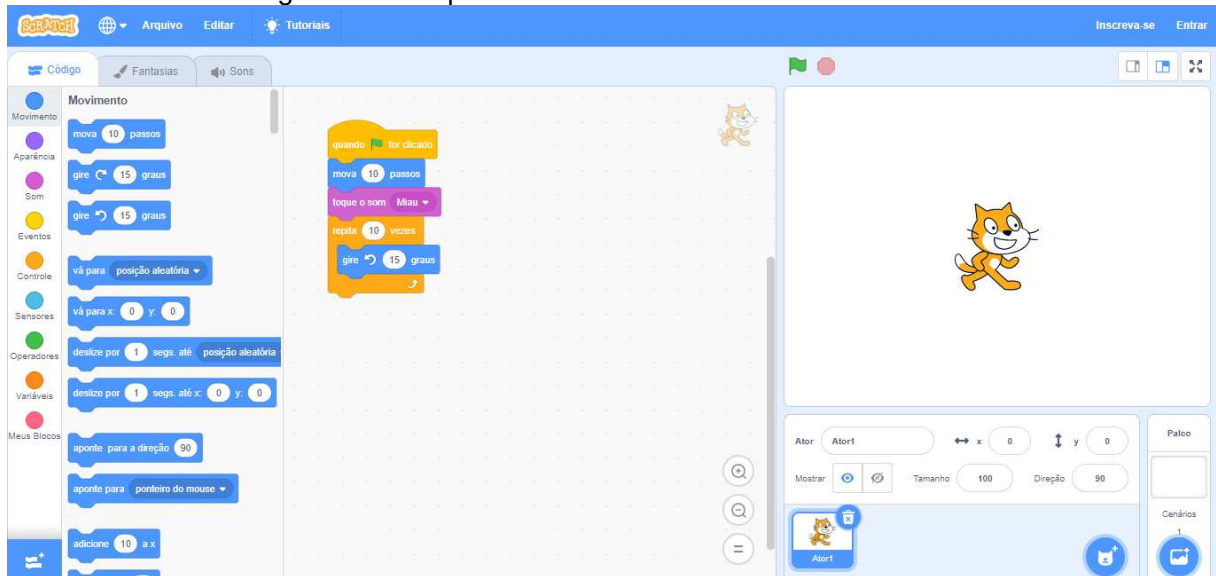 SCRATCH Arquivo Editar Tutoriais Inscreva-se Entrar
Código Fantasias Sons
Movimento
Aparência
Som
Eventos
Controle
Sensores
Operadores
Variáveis
Meus Blocos
Movimento
mova 10 passos
gire 15 graus
gire 15 graus
vá para posição aleatória
vá para x: 0 y: 0
deslize por 1 segs. até posição aleatória
deslize por 1 segs. até x: 0 y: 0
aponte para a direção 90
aponte para ponteiro do mouse
adicione 10 a x
quando for clicado
mova 10 passos
toque o som Miau
repita 10 vezes
gire 15 graus
Ator Ator1 x 0 y 0
Mostrar Tamanho 100 Direção 90
Ator1
Palco
Cenários
1